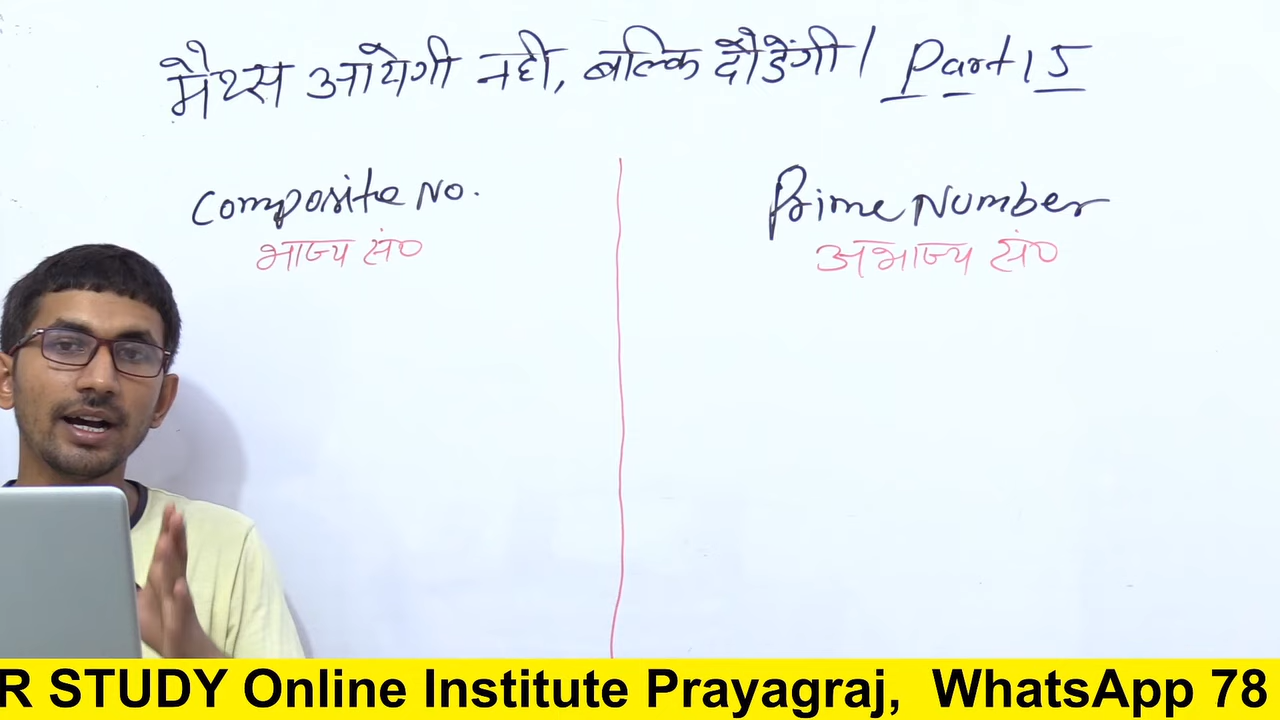 मैथ्स आयेगी नही, बल्कि दौडेंगी। Part 15
Composite No.
भाज्य सं०
Prime Number
अभाज्य सं०
R STUDY Online Institute Prayagraj, WhatsApp 78